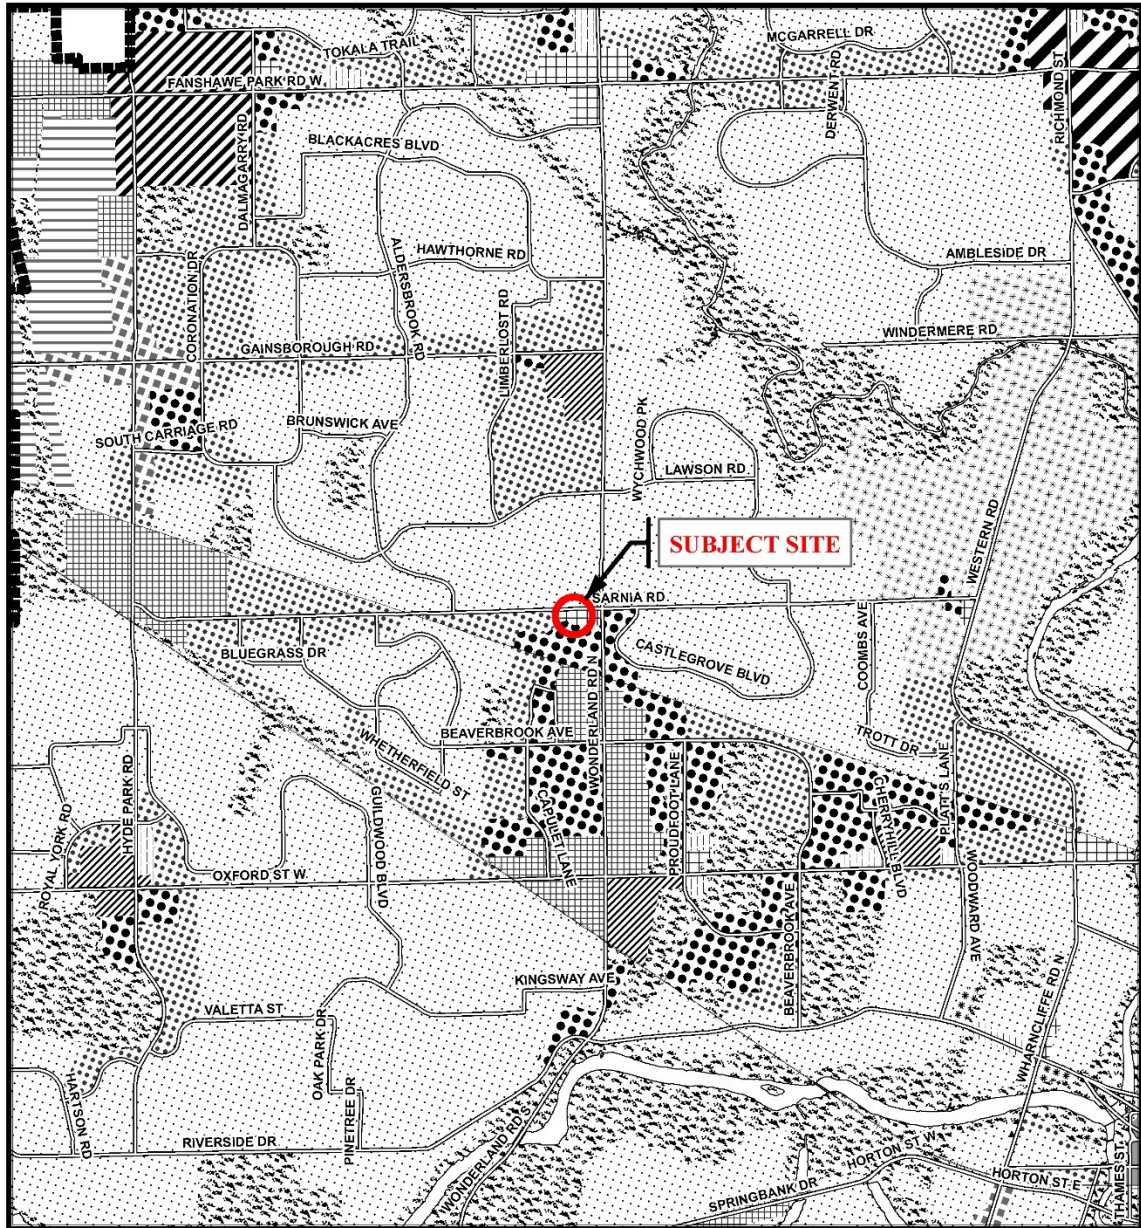 TOKALA TRAIL
MCGARRELL DR
FANSHAWE PARK RD W
DERWENT RD
RICHMOND ST
DALMAGARRY RD
BLACKACRES BLVD
HAWTHORNE RD
ALDERSBROOK RD
AMBLESIDE DR
CORONATION DR
LIMBERLOST RD
WINDERMERE RD
GAINSBOROUGH RD
BRUNSWICK AVE
SOUTH CARRIAGE RD
WYCHWOOD PK
LAWSON RD
WESTERN RD
SUBJECT SITE
SARNIA RD
COOMBS AVE
BLUEGRASS DR
CASTLEGROVE BLVD
WONDERLAND RD N
BEAVERBROOK AVE
TROTT DR
WHETHERFIELD ST
HYDE PARK RD
ROYAL YORK RD
GUILDWOOD BLVD
CAPULET LANE
PROUDFOOT LANE
CHERRY HILL BLVD
PLATT'S LANE
OXFORD ST W
WOODWARD AVE
BEAVERBROOK AVE
KINGSWAY AVE
VALETTA ST
OAK PARK DR
WHARNCLIFFE RD N
HARTSON RD
PINETREE DR
RIVERSIDE DR
WONDERLAND RD S
HORTON ST W
HORTON ST E
SPRINGBANK DR
THAMES ST